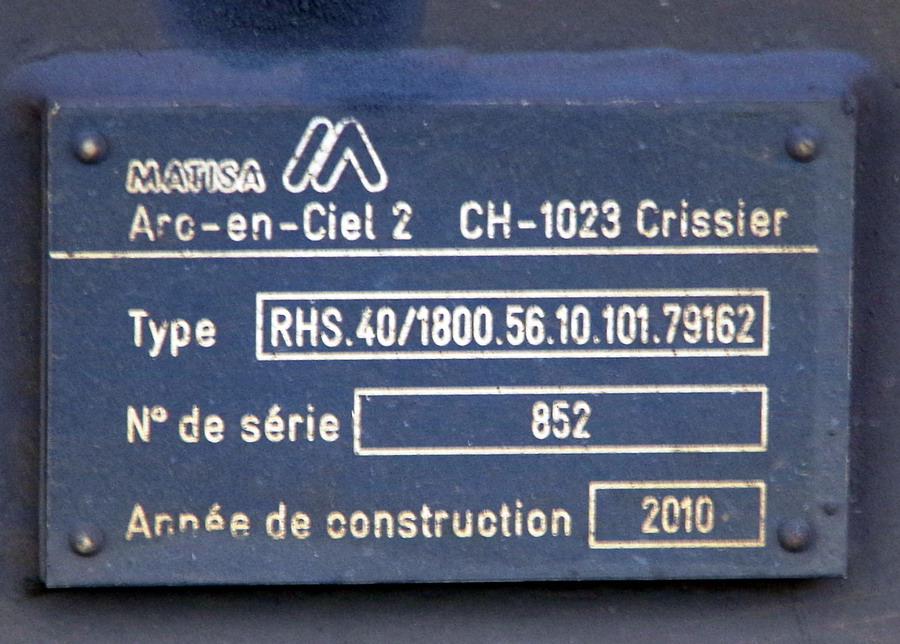 MATISA
Arc-en-Ciel 2 CH-1023 Crissier
Type RHS.40/1800.56.10.101.79162
N° de série 852
Année de construction 2010